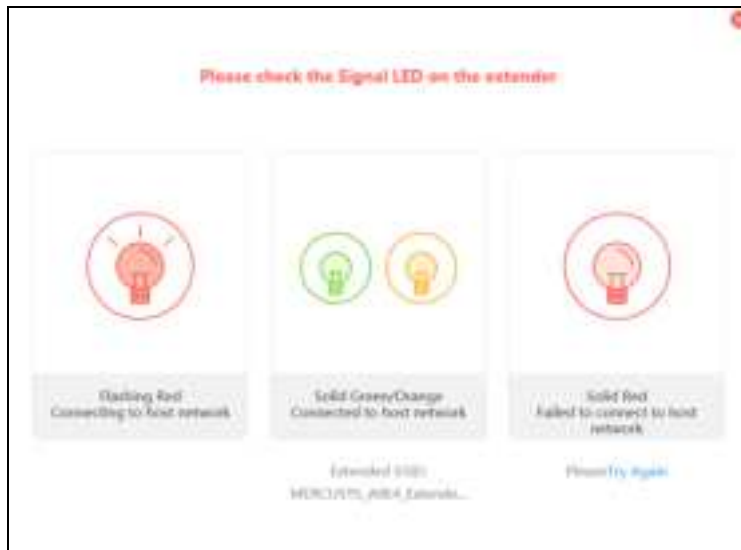 Please check the Signal LED on the extender
Flashing Red
Connecting to host network
Solid Green/Orange
Connected to host network
Solid Red
Failed to connect to host
network
Extended SSID:
Please Try Again